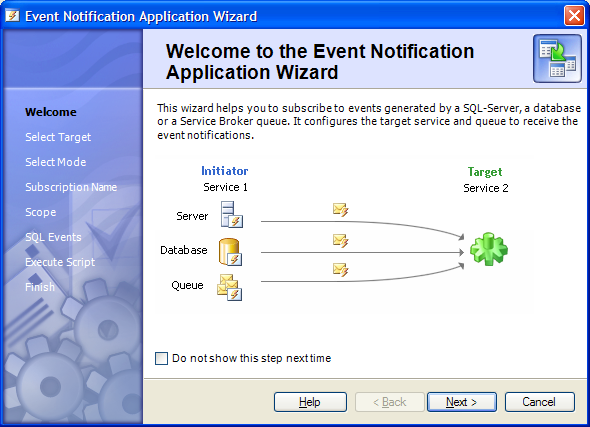 Event Notification Application Wizard
Welcome to the Event Notification
Application Wizard
Welcome
Select Target
Select Mode
Subscription Name
Scope
SQL Events
Execute Script
Finish
This wizard helps you to subscribe to events generated by a SQL-Server, a database
or a Service Broker queue. It configures the target service and queue to receive the
event notifications.
Initiator
Service 1
Target
Service 2
Server
Database
Queue
Do not show this step next time
Help
< Back
Next >
Cancel